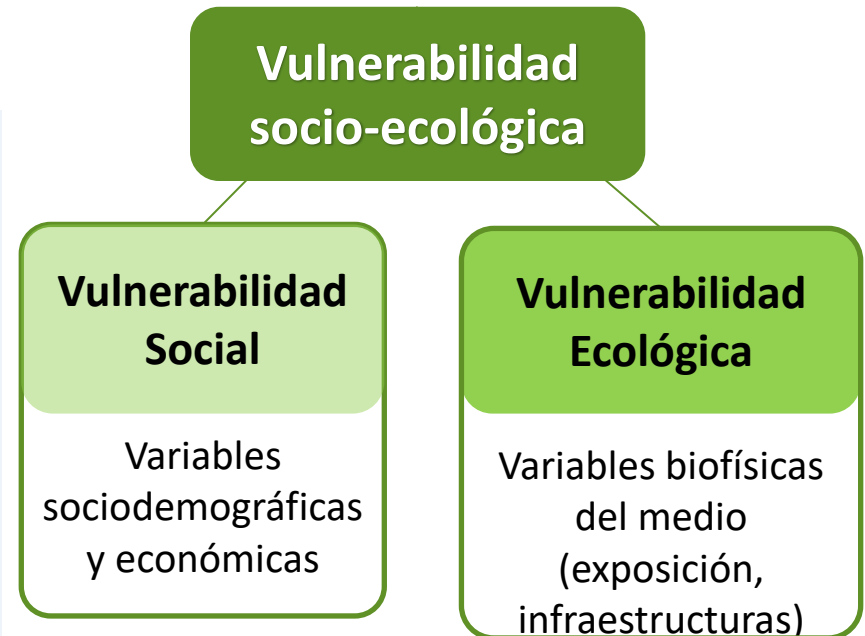 Vulnerabilidad
socio-ecológica
Vulnerabilidad
Social
Variables
sociodemográficas
y económicas
Vulnerabilidad
Ecológica
Variables biofísicas
del medio
(exposición,
infraestructuras)